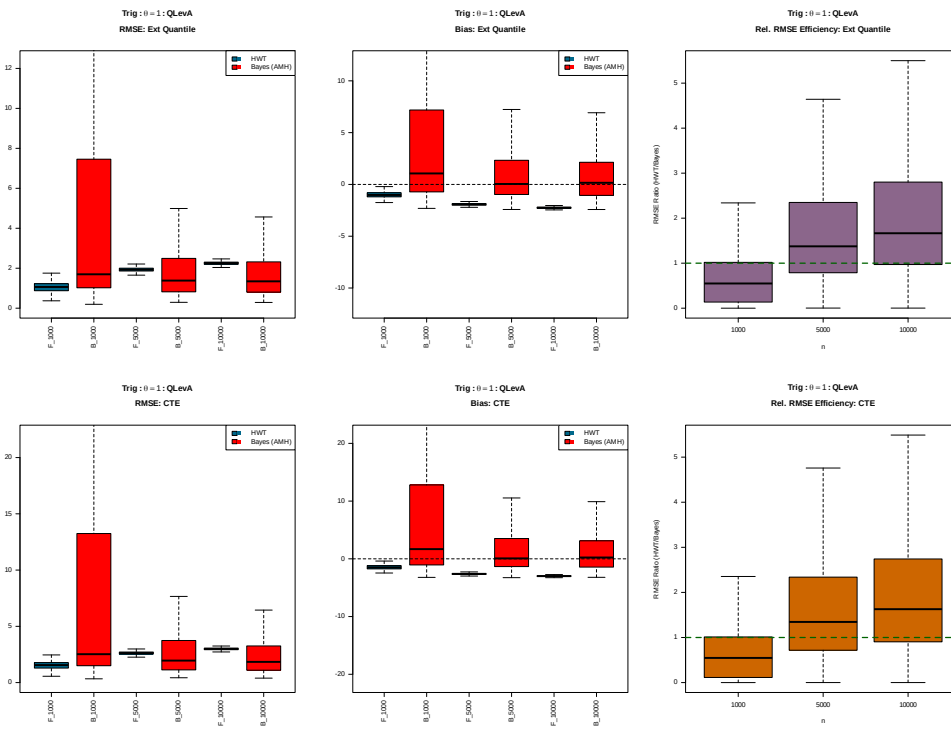 Trig : θ = 1 : QLevA
RMSE: Ext Quantile
12
10
8
6
4
2
0
HWT
Bayes (AMH)
F_1000
B_1000
F_5000
B_5000
F_10000
B_10000
Trig : θ = 1 : QLevA
Bias: Ext Quantile
10
5
0
-5
-10
HWT
Bayes (AMH)
F_1000
B_1000
F_5000
B_5000
F_10000
B_10000
Trig : θ = 1 : QLevA
Rel. RMSE Efficiency: Ext Quantile
RMSE Ratio (HWT/Bayes)
5
4
3
2
1
0
1000
5000
10000
n
Trig : θ = 1 : QLevA
RMSE: CTE
20
15
10
5
0
HWT
Bayes (AMH)
F_1000
B_1000
F_5000
B_5000
F_10000
B_10000
Trig : θ = 1 : QLevA
Bias: CTE
20
10
0
-10
-20
HWT
Bayes (AMH)
F_1000
B_1000
F_5000
B_5000
F_10000
B_10000
Trig : θ = 1 : QLevA
Rel. RMSE Efficiency: CTE
RMSE Ratio (HWT/Bayes)
5
4
3
2
1
0
1000
5000
10000
n